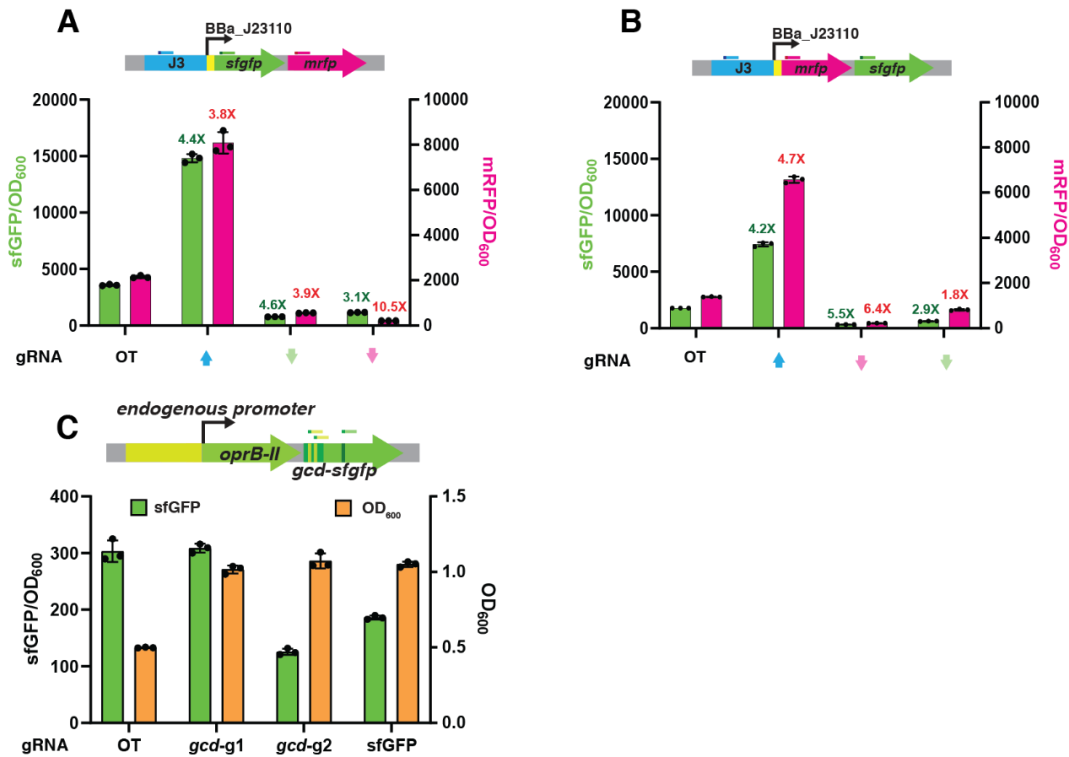 A
BBa_J23110
J3 sfgfp mrfp
20000 10000
3.8X
4.4X
15000 8000
6000
10000
4000
5000 4.6X 3.9X 3.1X 10.5X 2000
0 0
sfGFP/OD600
mRFP/OD600
gRNA OT
B
BBa_J23110
J3 mrfp sfgfp
20000 10000
8000
15000 4.7X
6000
10000 4.2X
4000
5000 2000
5.5X 6.4X 2.9X 1.8X
0 0
sfGFP/OD600
mRFP/OD600
gRNA OT
C
endogenous promoter
oprB-II
gcd-sfgfp
400 sfGFP OD600 1.5
300
1.0
200
0.5
100
0 0.0
sfGFP/OD600
OD600
gRNA OT gcd-g1 gcd-g2 sfGFP